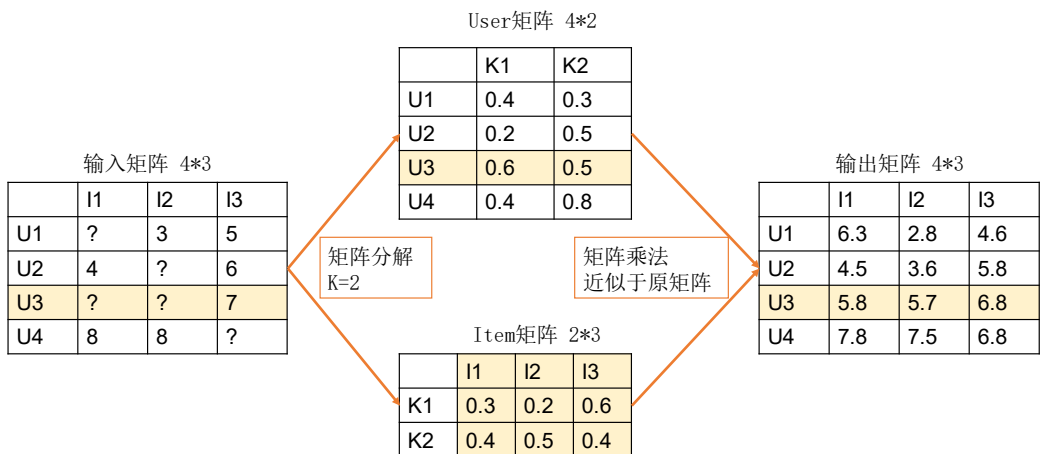 User矩阵 4*2
K1 K2
U1 0.4 0.3
U2 0.2 0.5
U3 0.6 0.5
U4 0.4 0.8
输入矩阵 4*3
I1 I2 I3
U1 ? 3 5
U2 4 ? 6
U3 ? ? 7
U4 8 8 ?
矩阵分解
K=2
矩阵乘法
近似于原矩阵
Item矩阵 2*3
I1 I2 I3
K1 0.3 0.2 0.6
K2 0.4 0.5 0.4
输出矩阵 4*3
I1 I2 I3
U1 6.3 2.8 4.6
U2 4.5 3.6 5.8
U3 5.8 5.7 6.8
U4 7.8 7.5 6.8